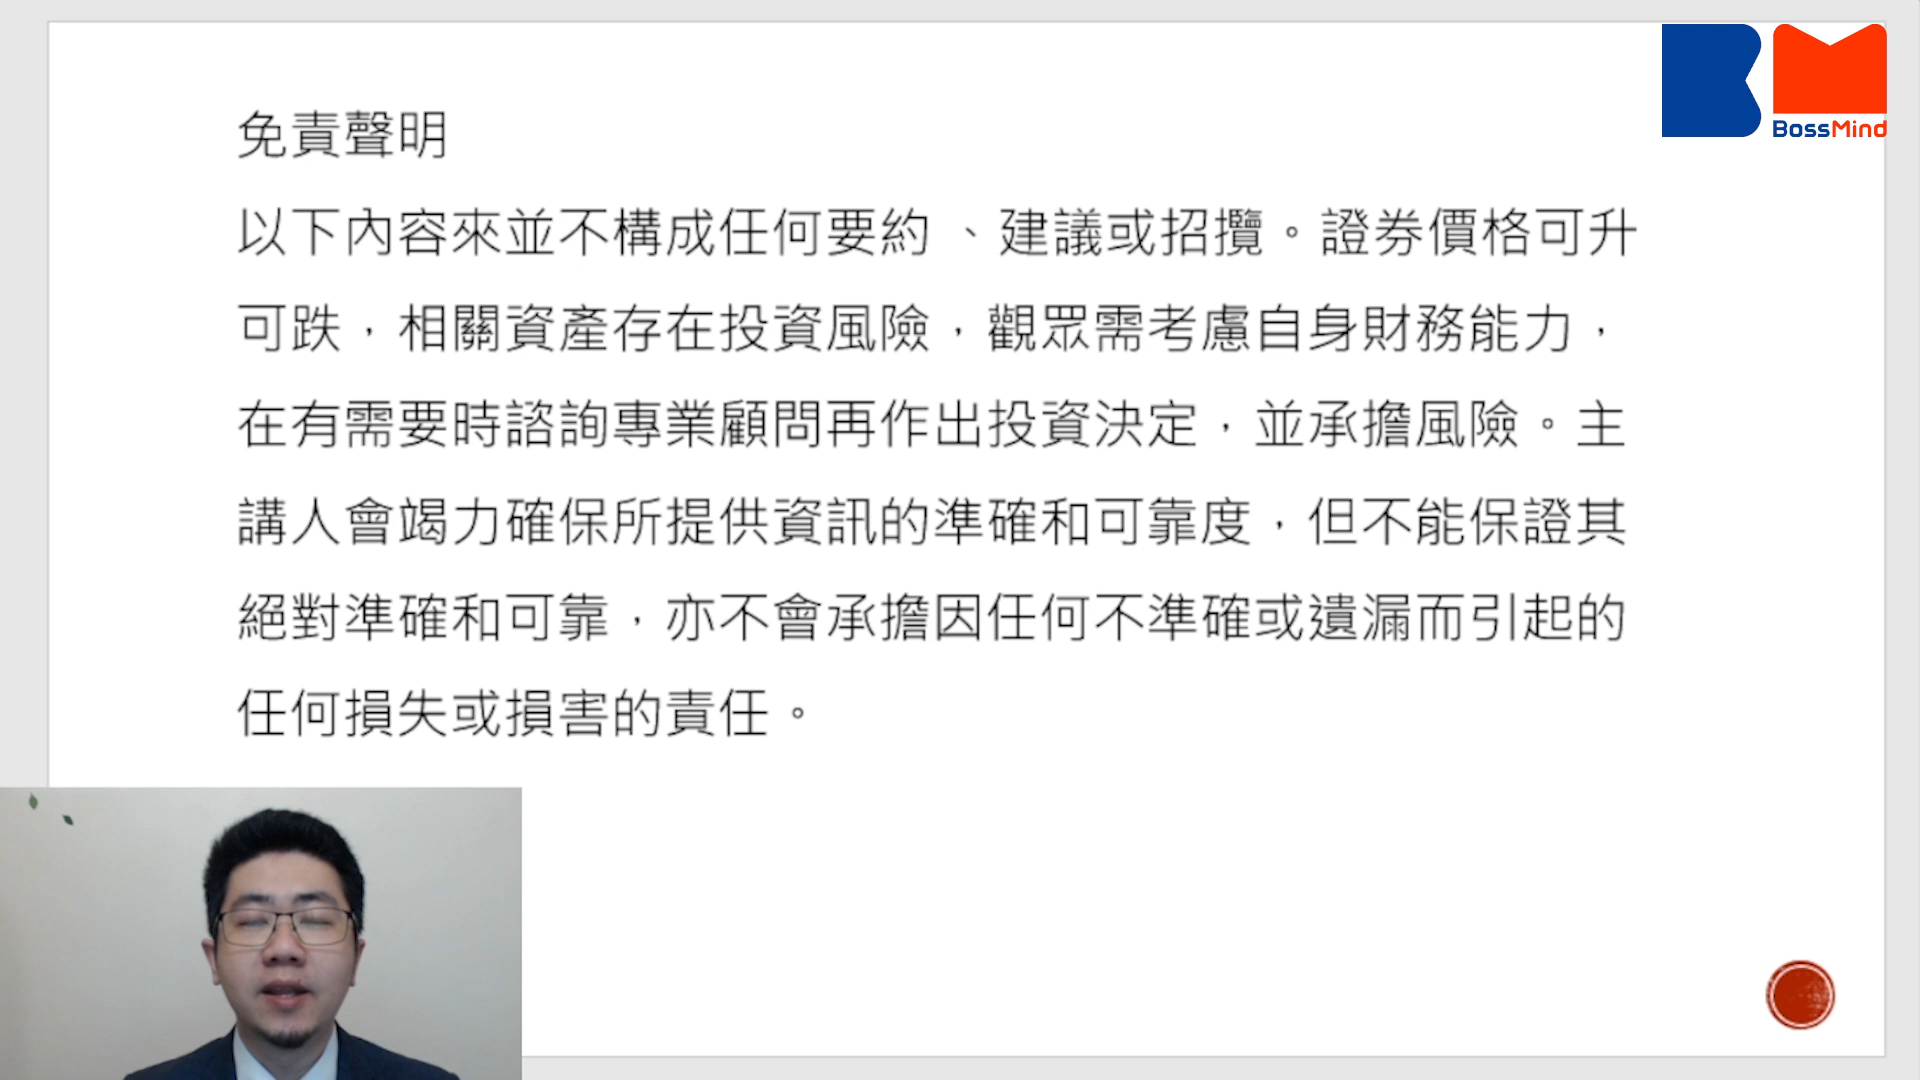 BossMind
免責聲明
以下內容來並不構成任何要約 、建議或招攬。證券價格可升
可跌，相關資產存在投資風險，觀眾需考慮自身財務能力，
在有需要時諮詢專業顧問再作出投資決定，並承擔風險。主
講人會竭力確保所提供資訊的準確和可靠度，但不能保證其
絕對準確和可靠，亦不會承擔因任何不準確或遺漏而引起的
任何損失或損害的責任。